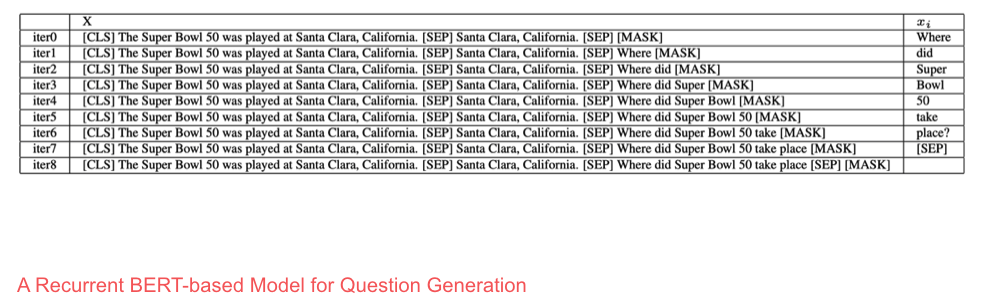 X x_i
iter0 [CLS] The Super Bowl 50 was played at Santa Clara, California. [SEP] Santa Clara, California. [SEP] [MASK] Where
iter1 [CLS] The Super Bowl 50 was played at Santa Clara, California. [SEP] Santa Clara, California. [SEP] Where [MASK] did
iter2 [CLS] The Super Bowl 50 was played at Santa Clara, California. [SEP] Santa Clara, California. [SEP] Where did [MASK] Super
iter3 [CLS] The Super Bowl 50 was played at Santa Clara, California. [SEP] Santa Clara, California. [SEP] Where did Super [MASK] Bowl
iter4 [CLS] The Super Bowl 50 was played at Santa Clara, California. [SEP] Santa Clara, California. [SEP] Where did Super Bowl [MASK] 50
iter5 [CLS] The Super Bowl 50 was played at Santa Clara, California. [SEP] Santa Clara, California. [SEP] Where did Super Bowl 50 [MASK] take
iter6 [CLS] The Super Bowl 50 was played at Santa Clara, California. [SEP] Santa Clara, California. [SEP] Where did Super Bowl 50 take [MASK] place?
iter7 [CLS] The Super Bowl 50 was played at Santa Clara, California. [SEP] Santa Clara, California. [SEP] Where did Super Bowl 50 take place [MASK] [SEP]
iter8 [CLS] The Super Bowl 50 was played at Santa Clara, California. [SEP] Santa Clara, California. [SEP] Where did Super Bowl 50 take place [SEP] [MASK]
A Recurrent BERT-based Model for Question Generation